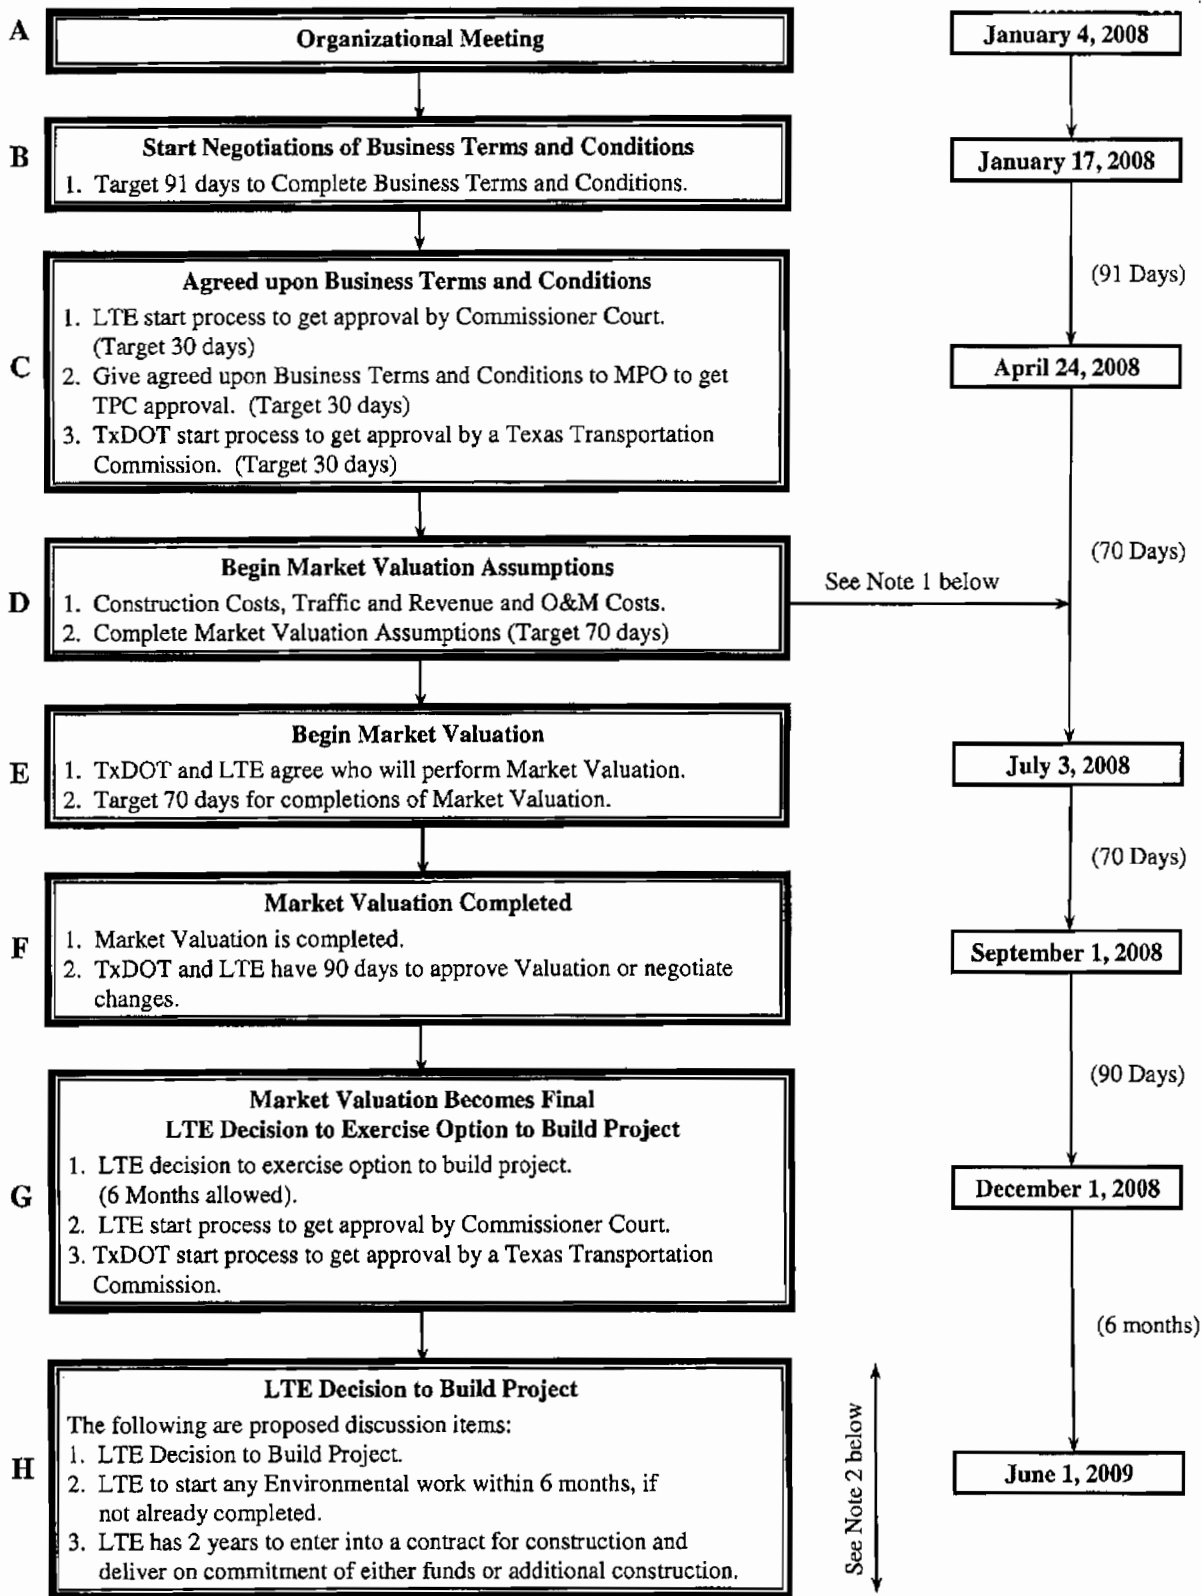 A
Organizational Meeting
January 4, 2008
B
Start Negotiations of Business Terms and Conditions
1. Target 91 days to Complete Business Terms and Conditions.
January 17, 2008
(91 Days)
C
Agreed upon Business Terms and Conditions
1. LTE start process to get approval by Commissioner Court.
(Target 30 days)
2. Give agreed upon Business Terms and Conditions to MPO to get
TPC approval. (Target 30 days)
3. TxDOT start process to get approval by a Texas Transportation
Commission. (Target 30 days)
April 24, 2008
(70 Days)
D
Begin Market Valuation Assumptions
1. Construction Costs, Traffic and Revenue and O&M Costs.
2. Complete Market Valuation Assumptions (Target 70 days)
See Note 1 below
E
Begin Market Valuation
1. TxDOT and LTE agree who will perform Market Valuation.
2. Target 70 days for completions of Market Valuation.
July 3, 2008
(70 Days)
F
Market Valuation Completed
1. Market Valuation is completed.
2. TxDOT and LTE have 90 days to approve Valuation or negotiate
changes.
September 1, 2008
(90 Days)
G
Market Valuation Becomes Final
LTE Decision to Exercise Option to Build Project
1. LTE decision to exercise option to build project.
(6 Months allowed).
2. LTE start process to get approval by Commissioner Court.
3. TxDOT start process to get approval by a Texas Transportation
Commission.
December 1, 2008
(6 months)
H
LTE Decision to Build Project
The following are proposed discussion items:
1. LTE Decision to Build Project.
2. LTE to start any Environmental work within 6 months, if
not already completed.
3. LTE has 2 years to enter into a contract for construction and
deliver on commitment of either funds or additional construction.
See Note 2 below
June 1, 2009